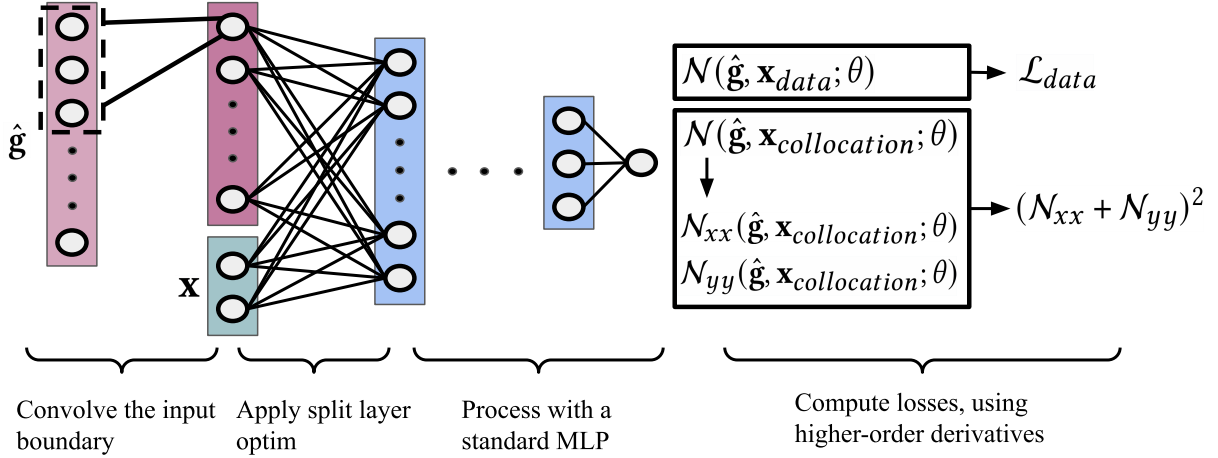 ĝ
x
𝒩(ĝ, x_data; θ)
ℒ_data
𝒩(ĝ, x_collocation; θ)
𝒩_xx(ĝ, x_collocation; θ)
𝒩_yy(ĝ, x_collocation; θ)
(𝒩_xx + 𝒩_yy)²
Convolve the input
boundary
Apply split layer
optim
Process with a
standard MLP
Compute losses, using
higher-order derivatives